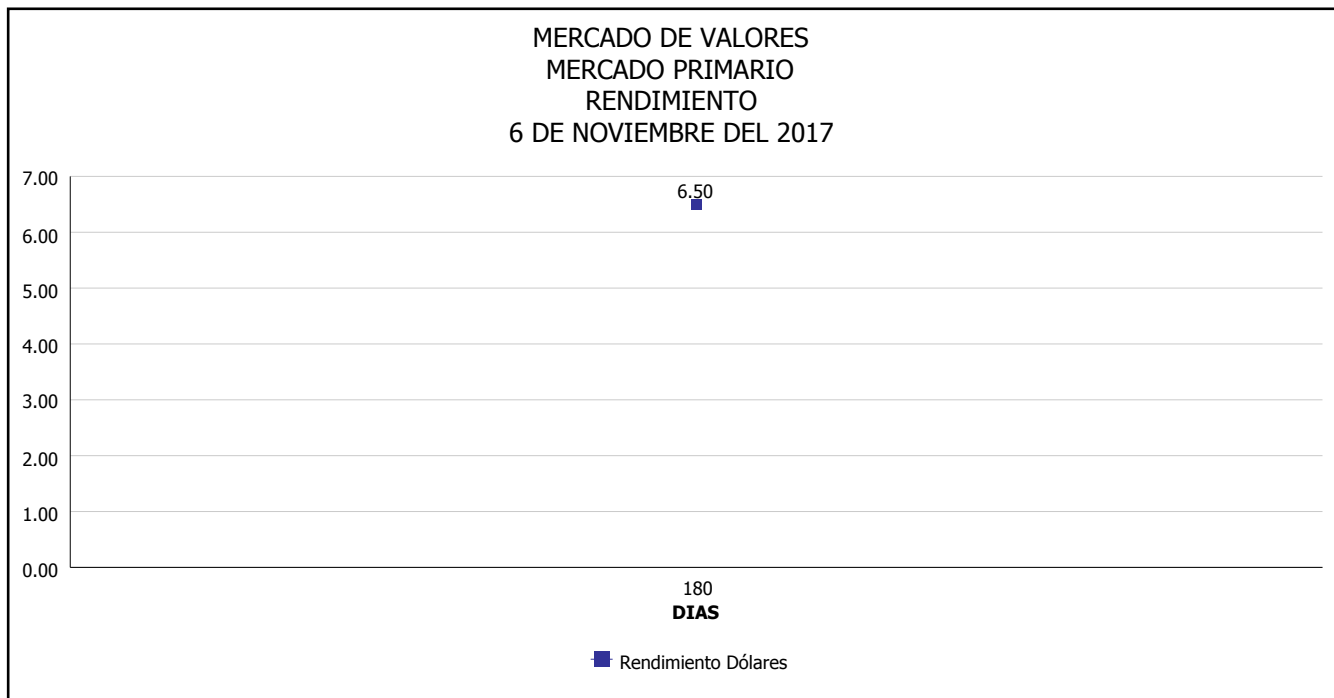 MERCADO DE VALORES
MERCADO PRIMARIO
RENDIMIENTO
6 DE NOVIEMBRE DEL 2017
7.00
6.50
6.00
5.00
4.00
3.00
2.00
1.00
0.00
180
DIAS
Rendimiento Dólares